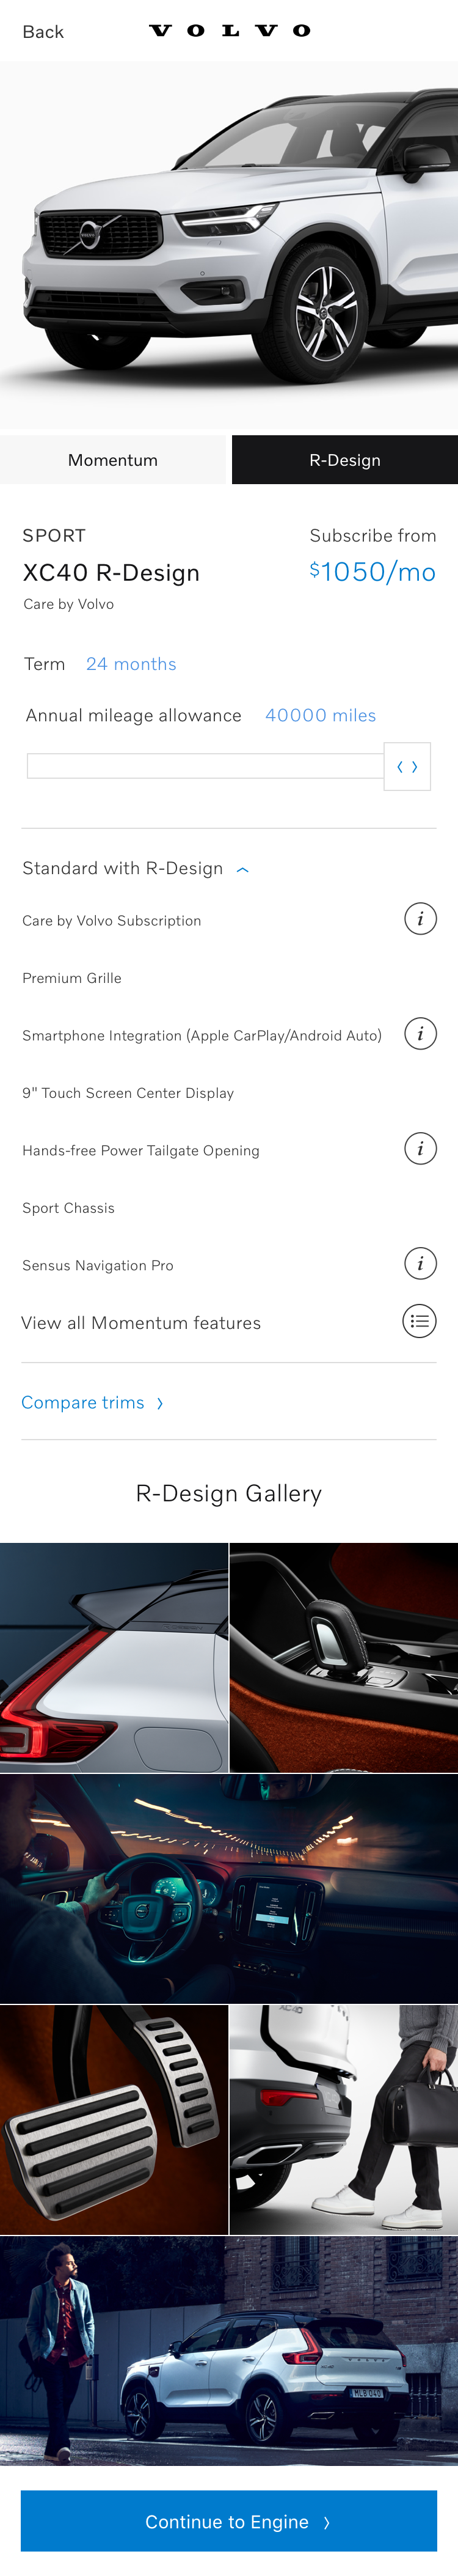 Back
VOLVO
Momentum
R-Design
SPORT
Subscribe from
XC40 R-Design
$1050/mo
Care by Volvo
Term 24 months
Annual mileage allowance 40000 miles
Standard with R-Design
Care by Volvo Subscription
i
Premium Grille
Smartphone Integration (Apple CarPlay/Android Auto)
i
9" Touch Screen Center Display
Hands-free Power Tailgate Opening
i
Sport Chassis
Sensus Navigation Pro
i
View all Momentum features
Compare trims
R-Design Gallery
XC40
Continue to Engine